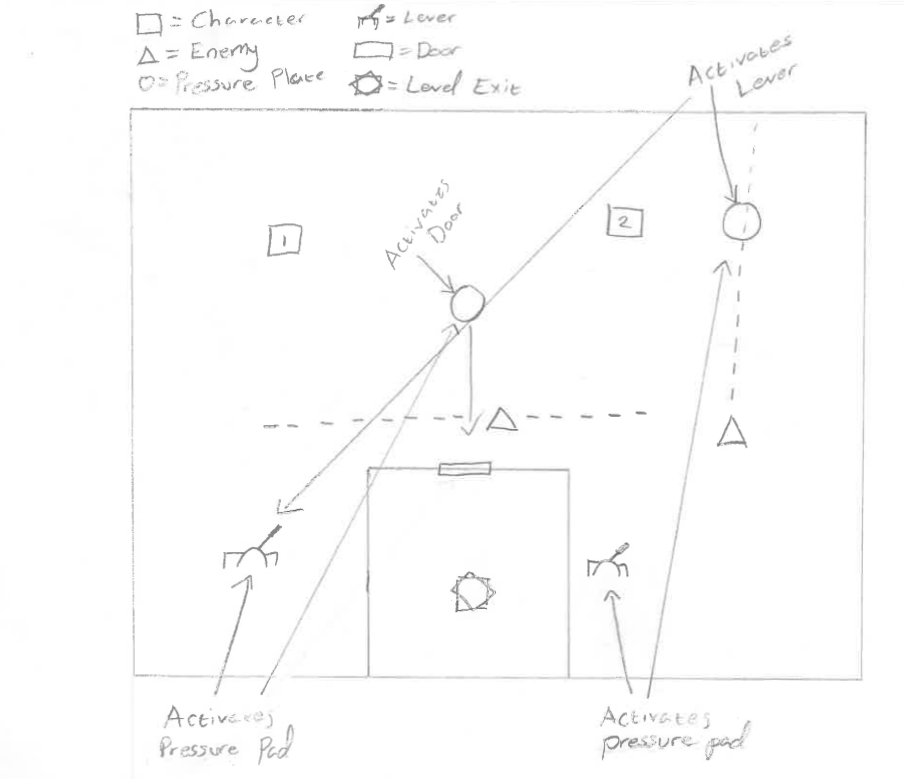 = Character
= Lever
= Enemy
= Door
= Pressure Plate
= Level Exit
Activates
Lever
Activates
Door
1
2
Activates
Pressure Pad
Activates
pressure pad